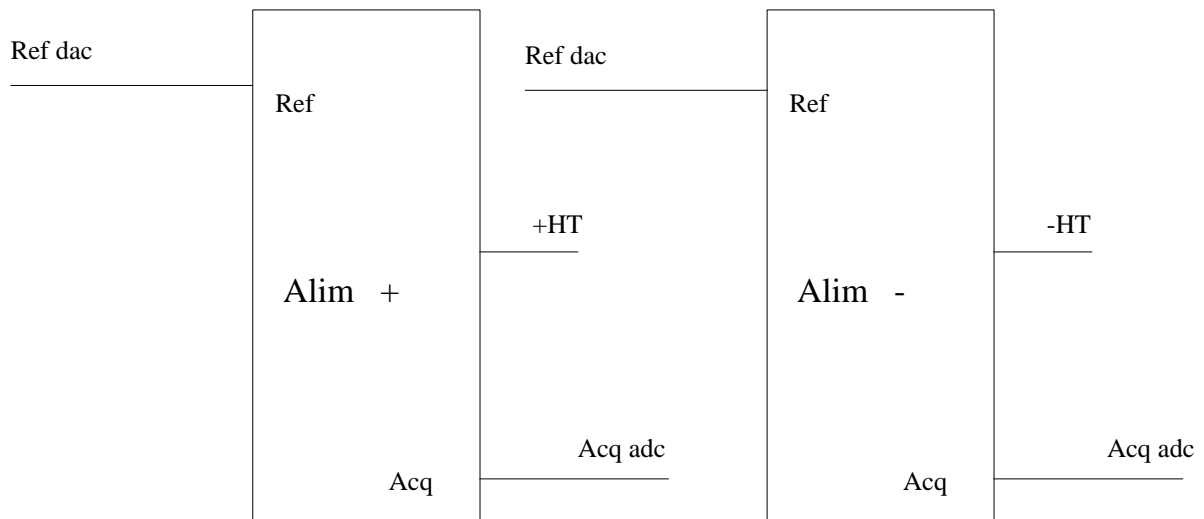 Ref dac
Ref
+HT
Alim +
Acq adc
Acq
Ref dac
Ref
-HT
Alim -
Acq adc
Acq